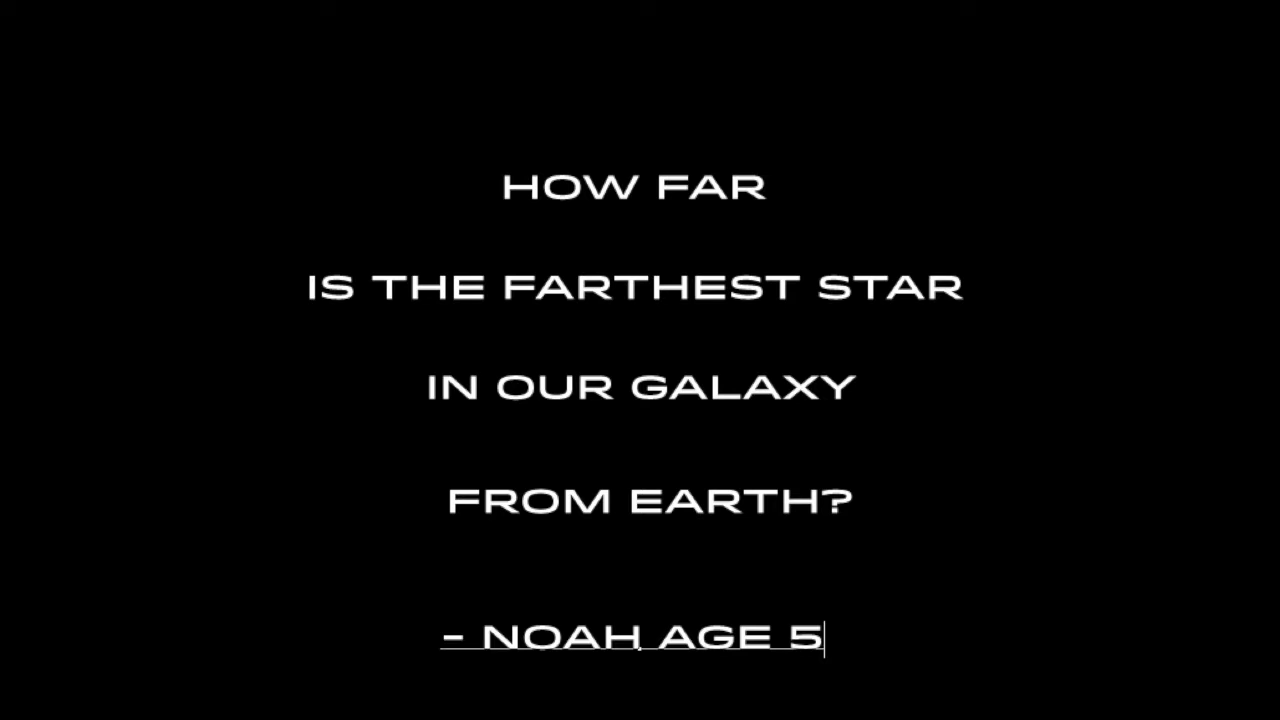 HOW FAR
IS THE FARTHEST STAR
IN OUR GALAXY
FROM EARTH?
- NOAH, AGE 5